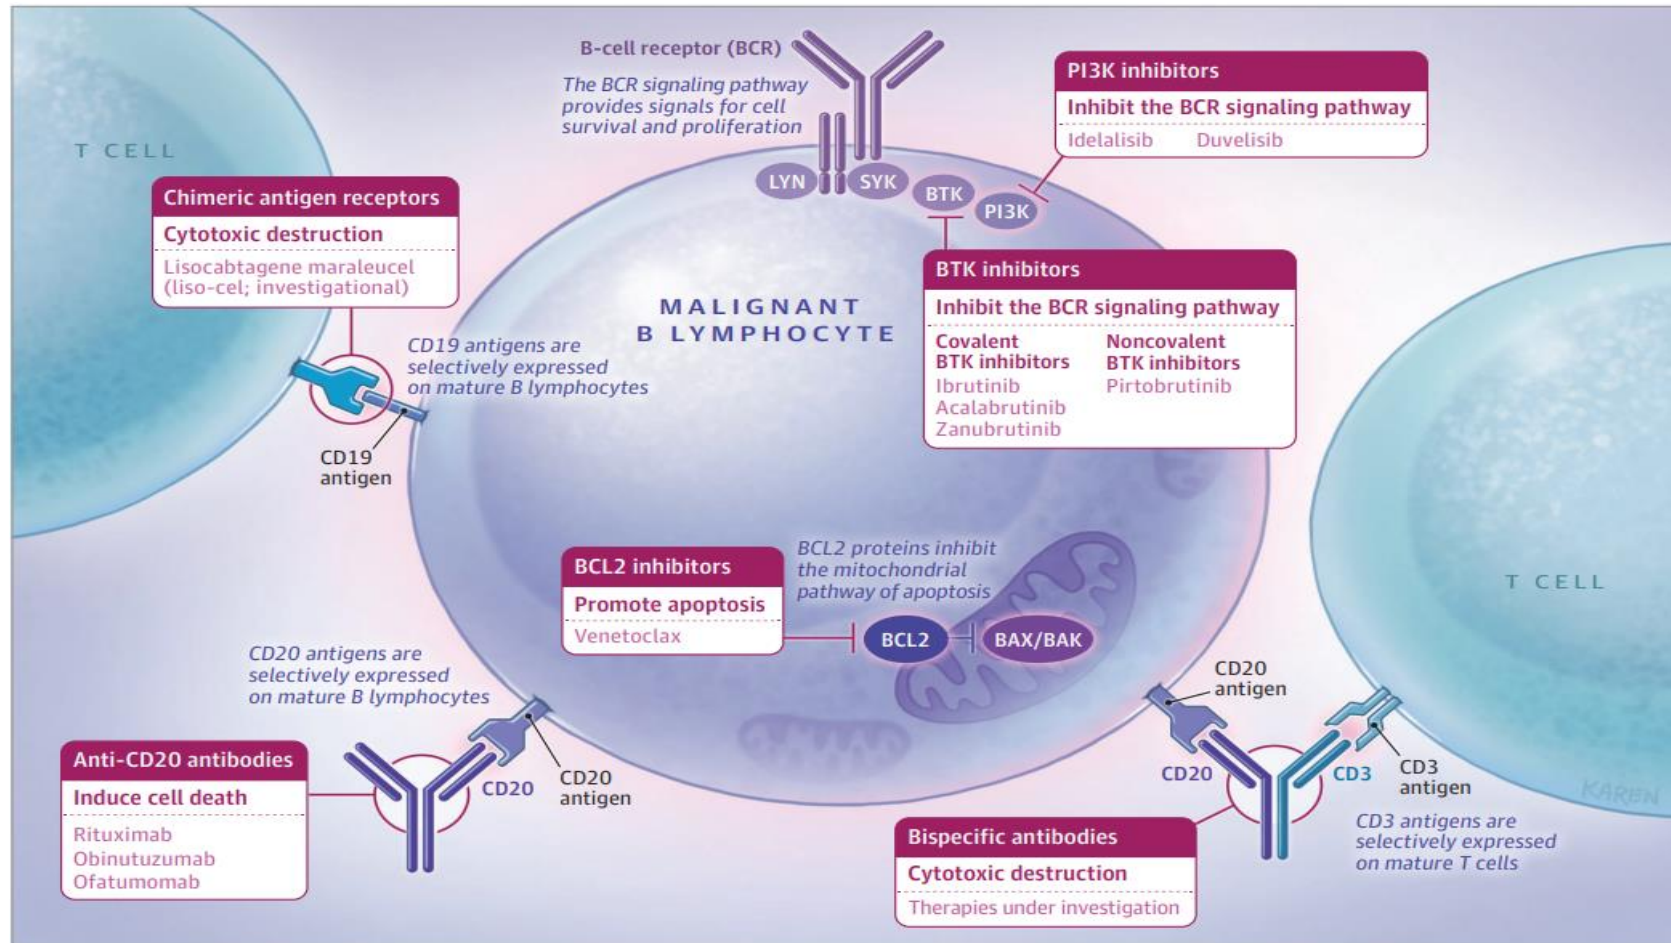 B-cell receptor (BCR)
The BCR signaling pathway
provides signals for cell
survival and proliferation
LYN
SYK
BTK
PI3K
PI3K inhibitors
Inhibit the BCR signaling pathway
Idelalisib Duvelisib
T CELL
Chimeric antigen receptors
Cytotoxic destruction
Lisocabtagene maraleucel
(liso-cel; investigational)
CD19 antigens are
selectively expressed
on mature B lymphocytes
CD19
antigen
MALIGNANT
B LYMPHOCYTE
BTK inhibitors
Inhibit the BCR signaling pathway
Covalent
BTK inhibitors
Ibrutinib
Acalabrutinib
Zanubrutinib
Noncovalent
BTK inhibitors
Pirtobrutinib
BCL2 inhibitors
Promote apoptosis
Venetoclax
BCL2 proteins inhibit
the mitochondrial
pathway of apoptosis
BCL2
BAX/BAK
T CELL
CD20 antigens are
selectively expressed
on mature B lymphocytes
Anti-CD20 antibodies
Induce cell death
Rituximab
Obinutuzumab
Ofatumomab
CD20
CD20
antigen
CD20
antigen
CD20
CD3
CD3
antigen
Bispecific antibodies
Cytotoxic destruction
Therapies under investigation
CD3 antigens are
selectively expressed
on mature T cells
KAREN